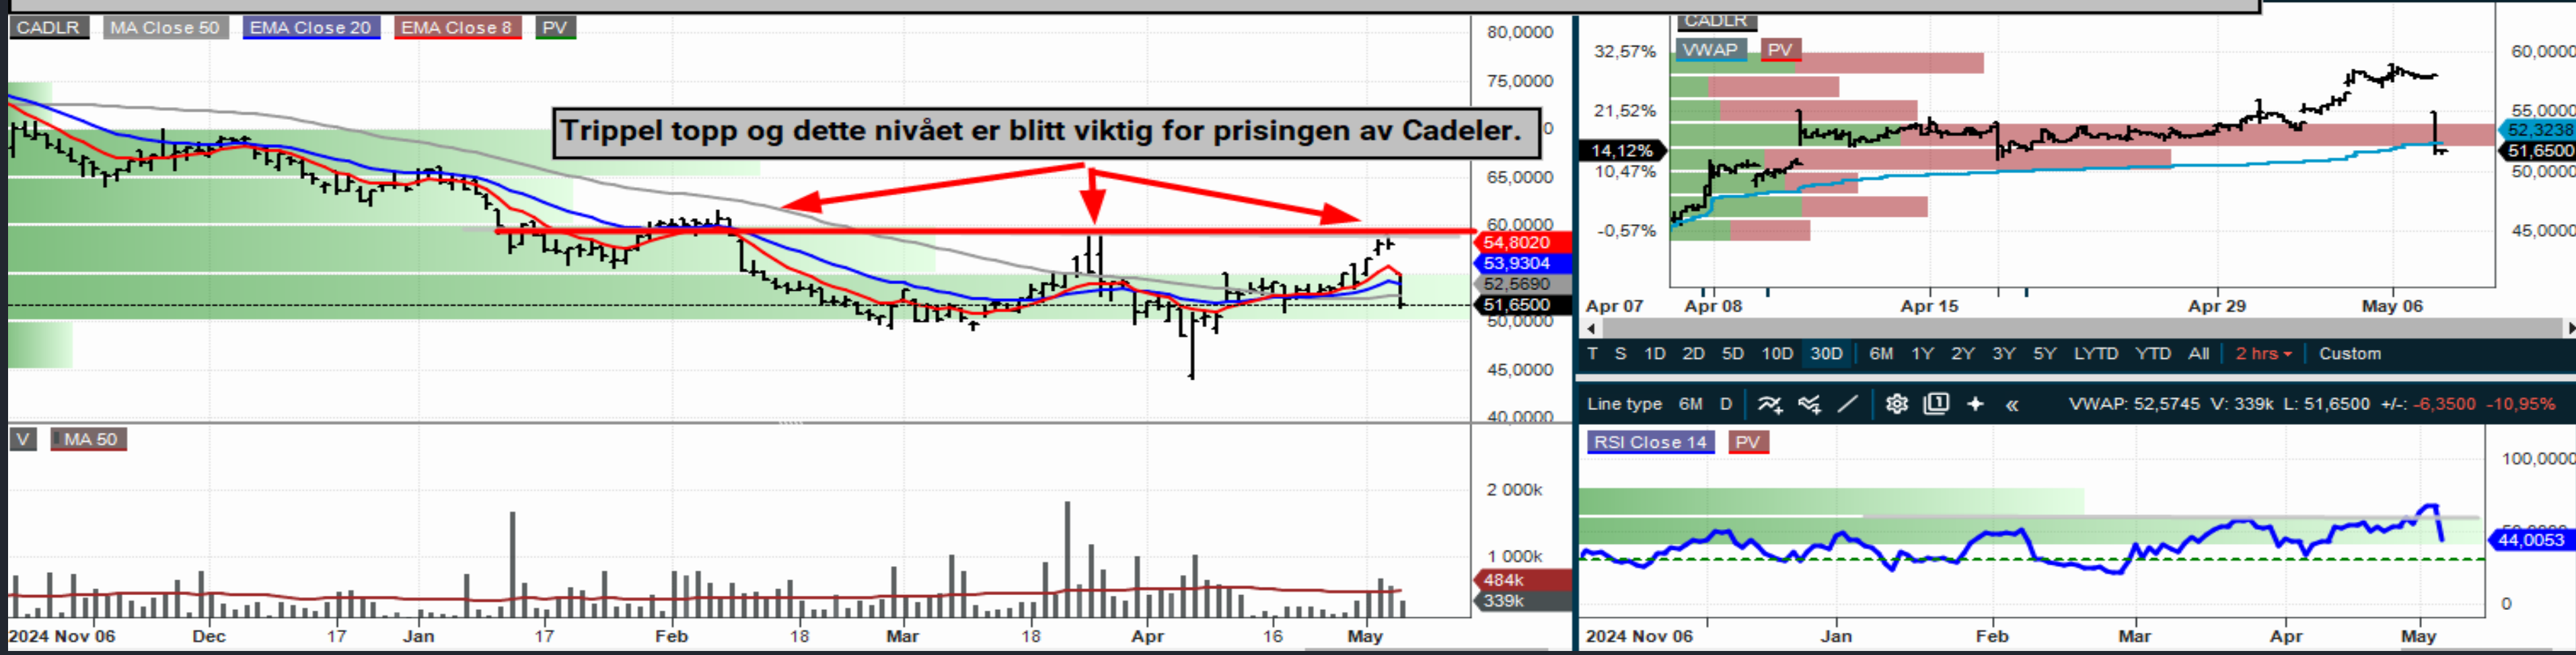 CADLR MA Close 50 EMA Close 20 EMA Close 8 PV
80,0000
75,0000
Trippel topp og dette nivået er blitt viktig for prisingen av Cadeler.
0
65,0000
60,0000
54,8020
53,9304
52,5690
51,6500
50,0000
45,0000
40,0000
V MA 50
2 000k
1 000k
484k
339k
2024 Nov 06 Dec 17 Jan 17 Feb 18 Mar 18 Apr 16 May
CADLR
VWAP PV
32,57% 60,0000
21,52% 55,0000
52,3238
14,12% 51,6500
10,47% 50,0000
-0,57% 45,0000
Apr 07 Apr 08 Apr 15 Apr 29 May 06
T S 1D 2D 5D 10D 30D 6M 1Y 2Y 3Y 5Y LYTD YTD All 2 hrs Custom
Line type 6M D 1 « VWAP: 52,5745 V: 339k L: 51,6500 +/-: -6,3500 -10,95%
RSI Close 14 PV
100,0000
44,0053
0
2024 Nov 06 Jan Feb Mar Apr May